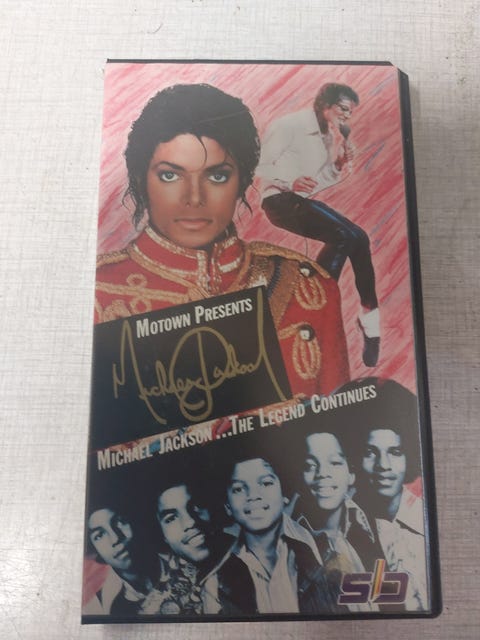 MOTOWN PRESENTS
Michael Jackson
MICHAEL JACKSON ...THE LEGEND CONTINUES